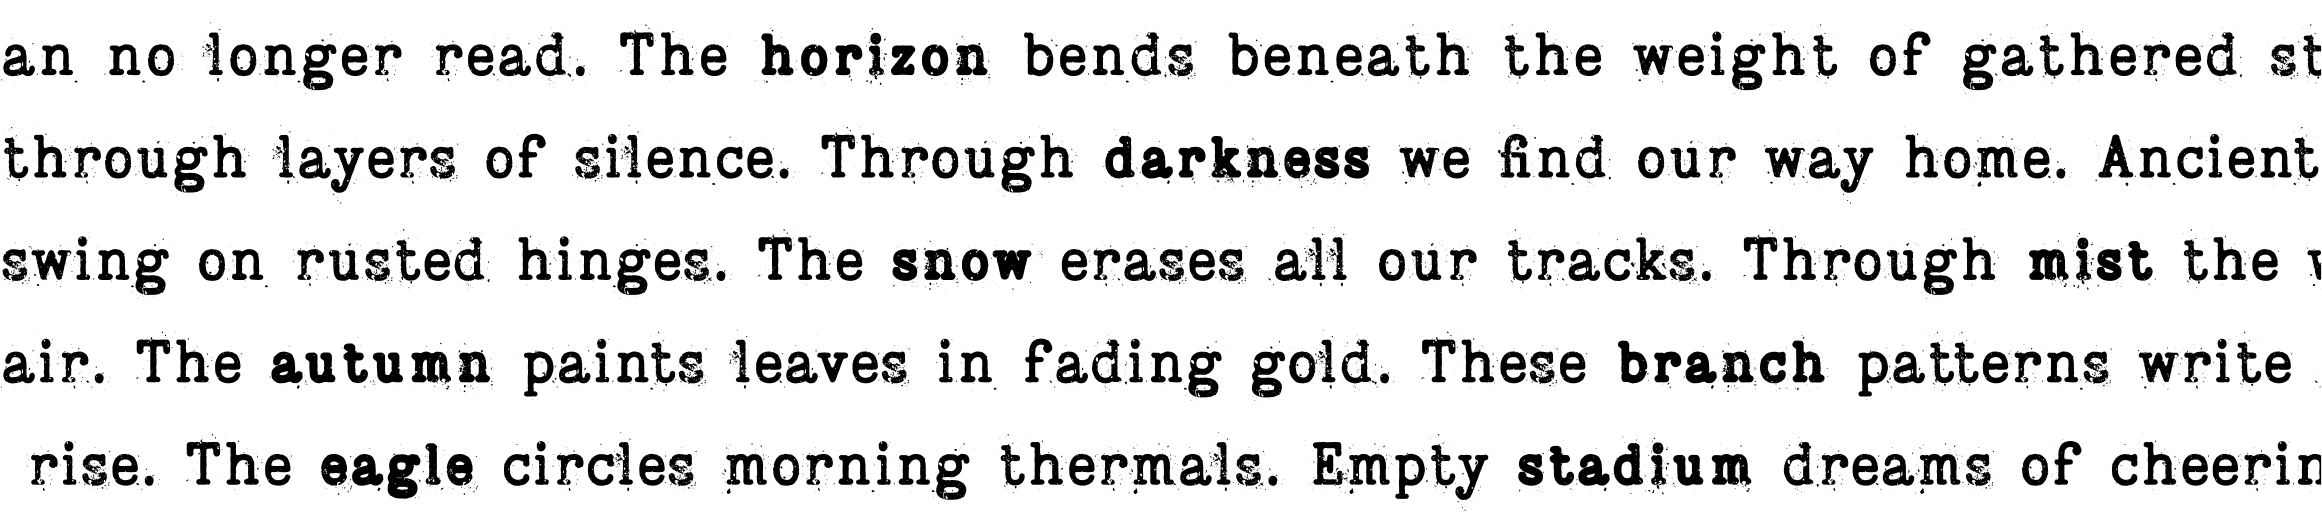 an no longer read. The horizon bends beneath the weight of gathered st
through layers of silence. Through darkness we find our way home. Ancient
swing on rusted hinges. The snow erases all our tracks. Through mist the
air. The autumn paints leaves in fading gold. These branch patterns write
rise. The eagle circles morning thermals. Empty stadium dreams of cheerin